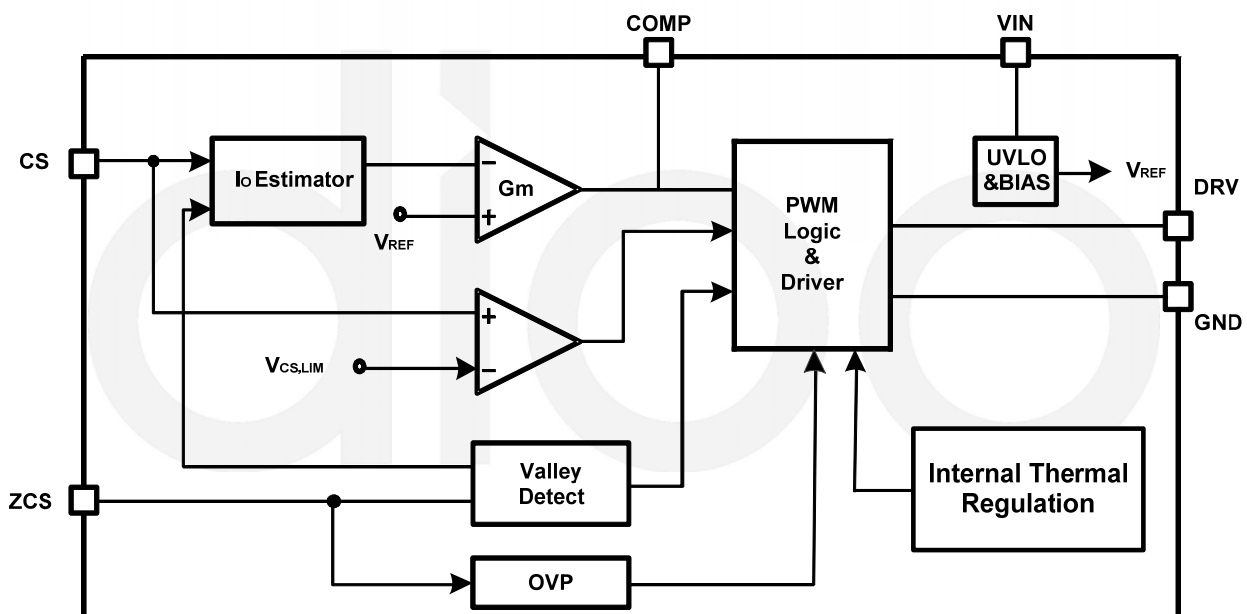 COMP
VIN
CS
IO Estimator
−
Gm
+
VREF
PWM
Logic
&
Driver
UVLO
&BIAS
VREF
DRV
GND
+
−
VCS,LIM
ZCS
Valley
Detect
OVP
Internal Thermal
Regulation
dioo